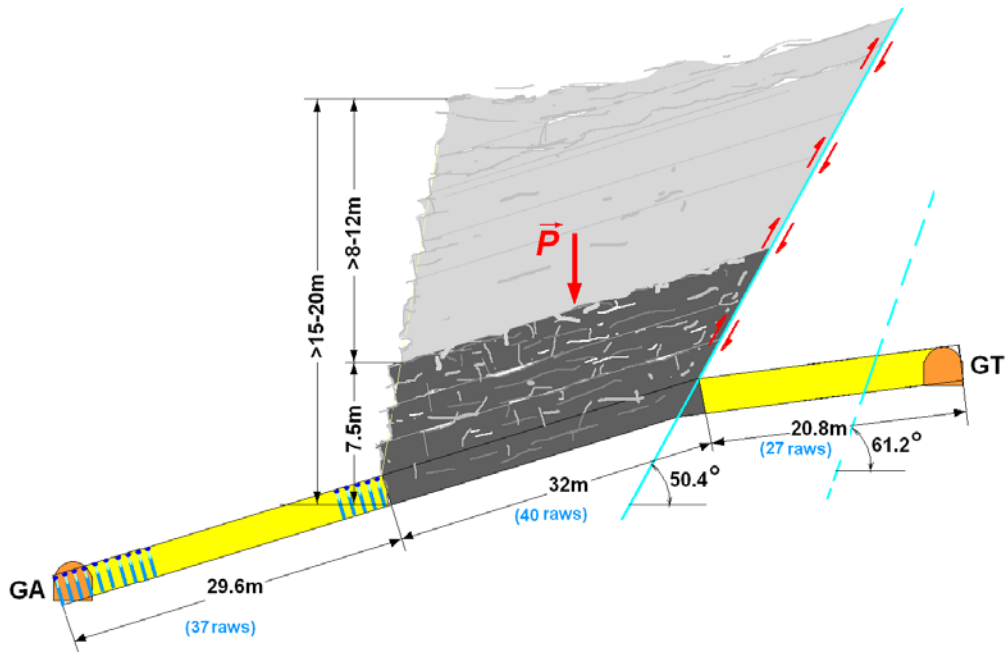 >15-20m
>8-12m
7.5m
P
GT
GA
20.8m
(27 raws)
61.2°
50.4°
32m
(40 raws)
29.6m
(37 raws)